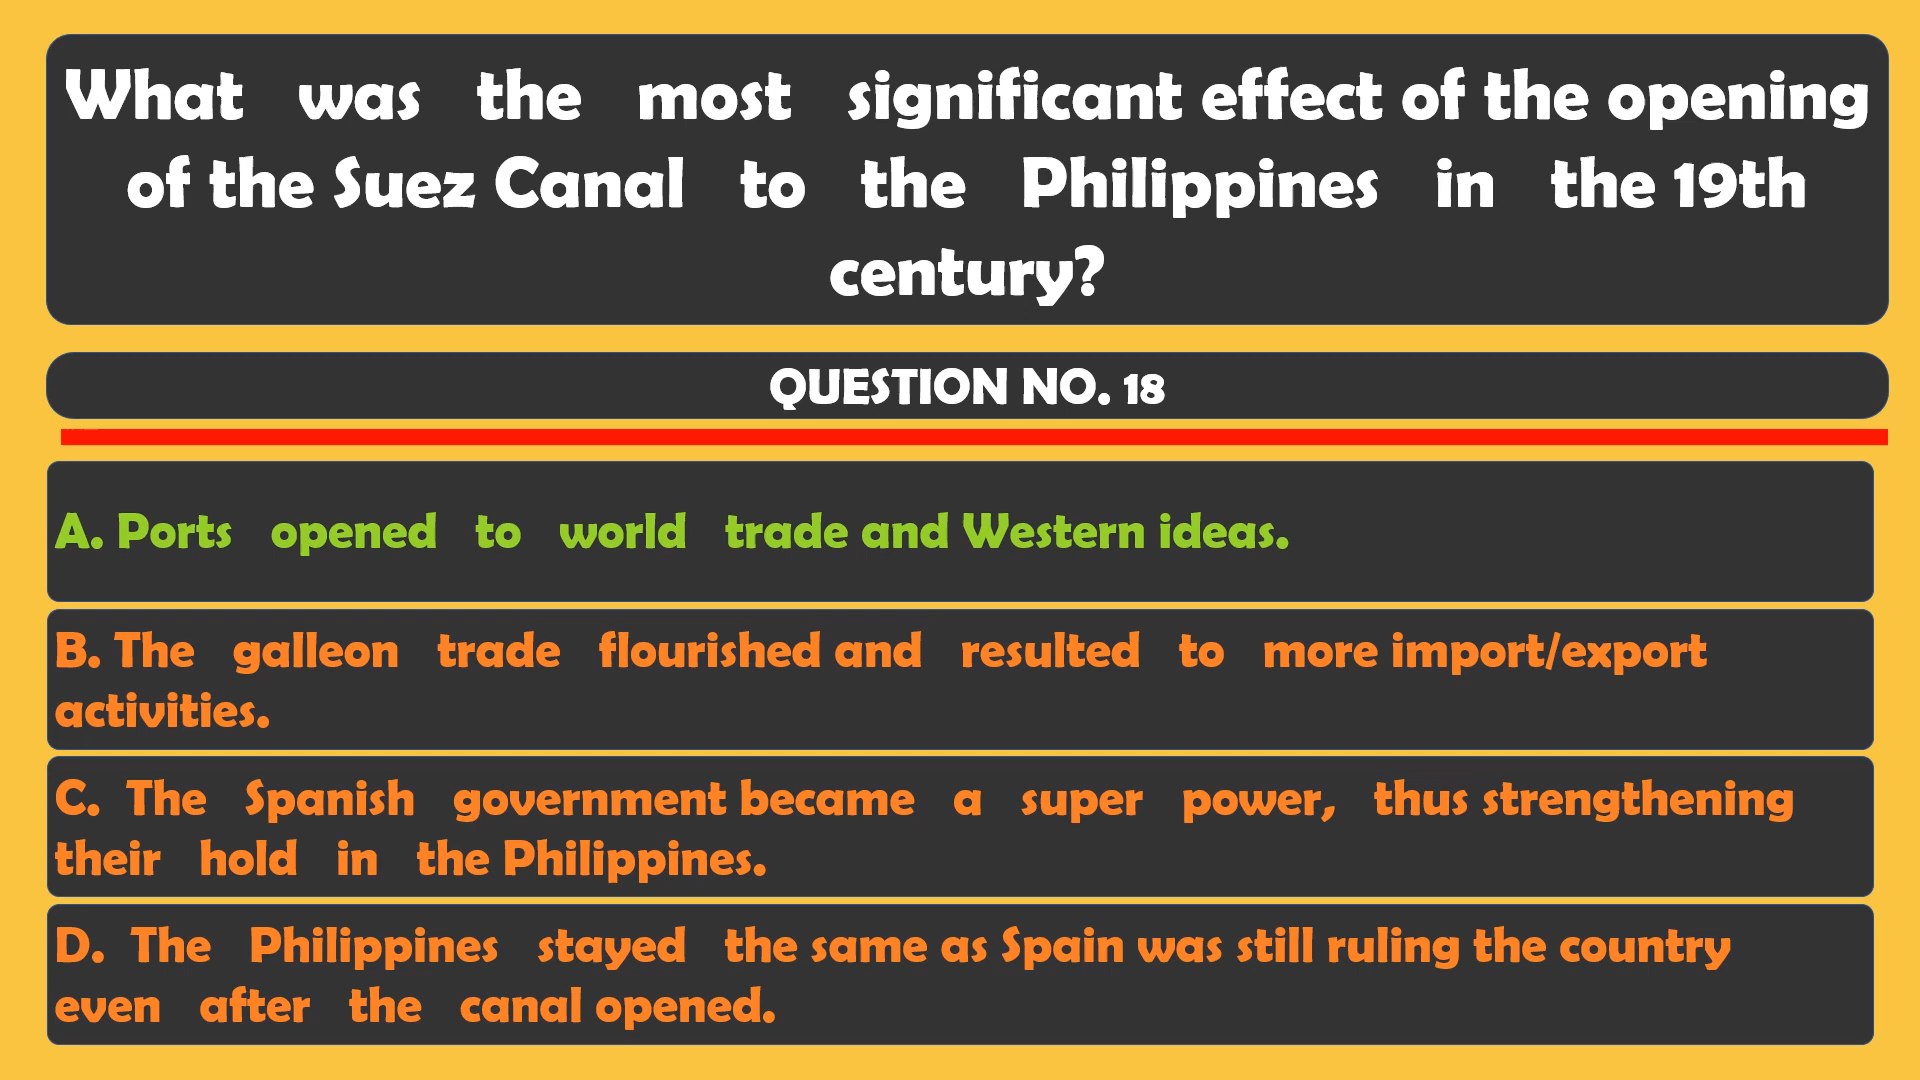 What was the most significant effect of the opening
of the Suez Canal to the Philippines in the 19th
century?
QUESTION NO. 18
A. Ports opened to world trade and Western ideas.
B. The galleon trade flourished and resulted to more import/export
activities.
C. The Spanish government became a super power, thus strengthening
their hold in the Philippines.
D. The Philippines stayed the same as Spain was still ruling the country
even after the canal opened.